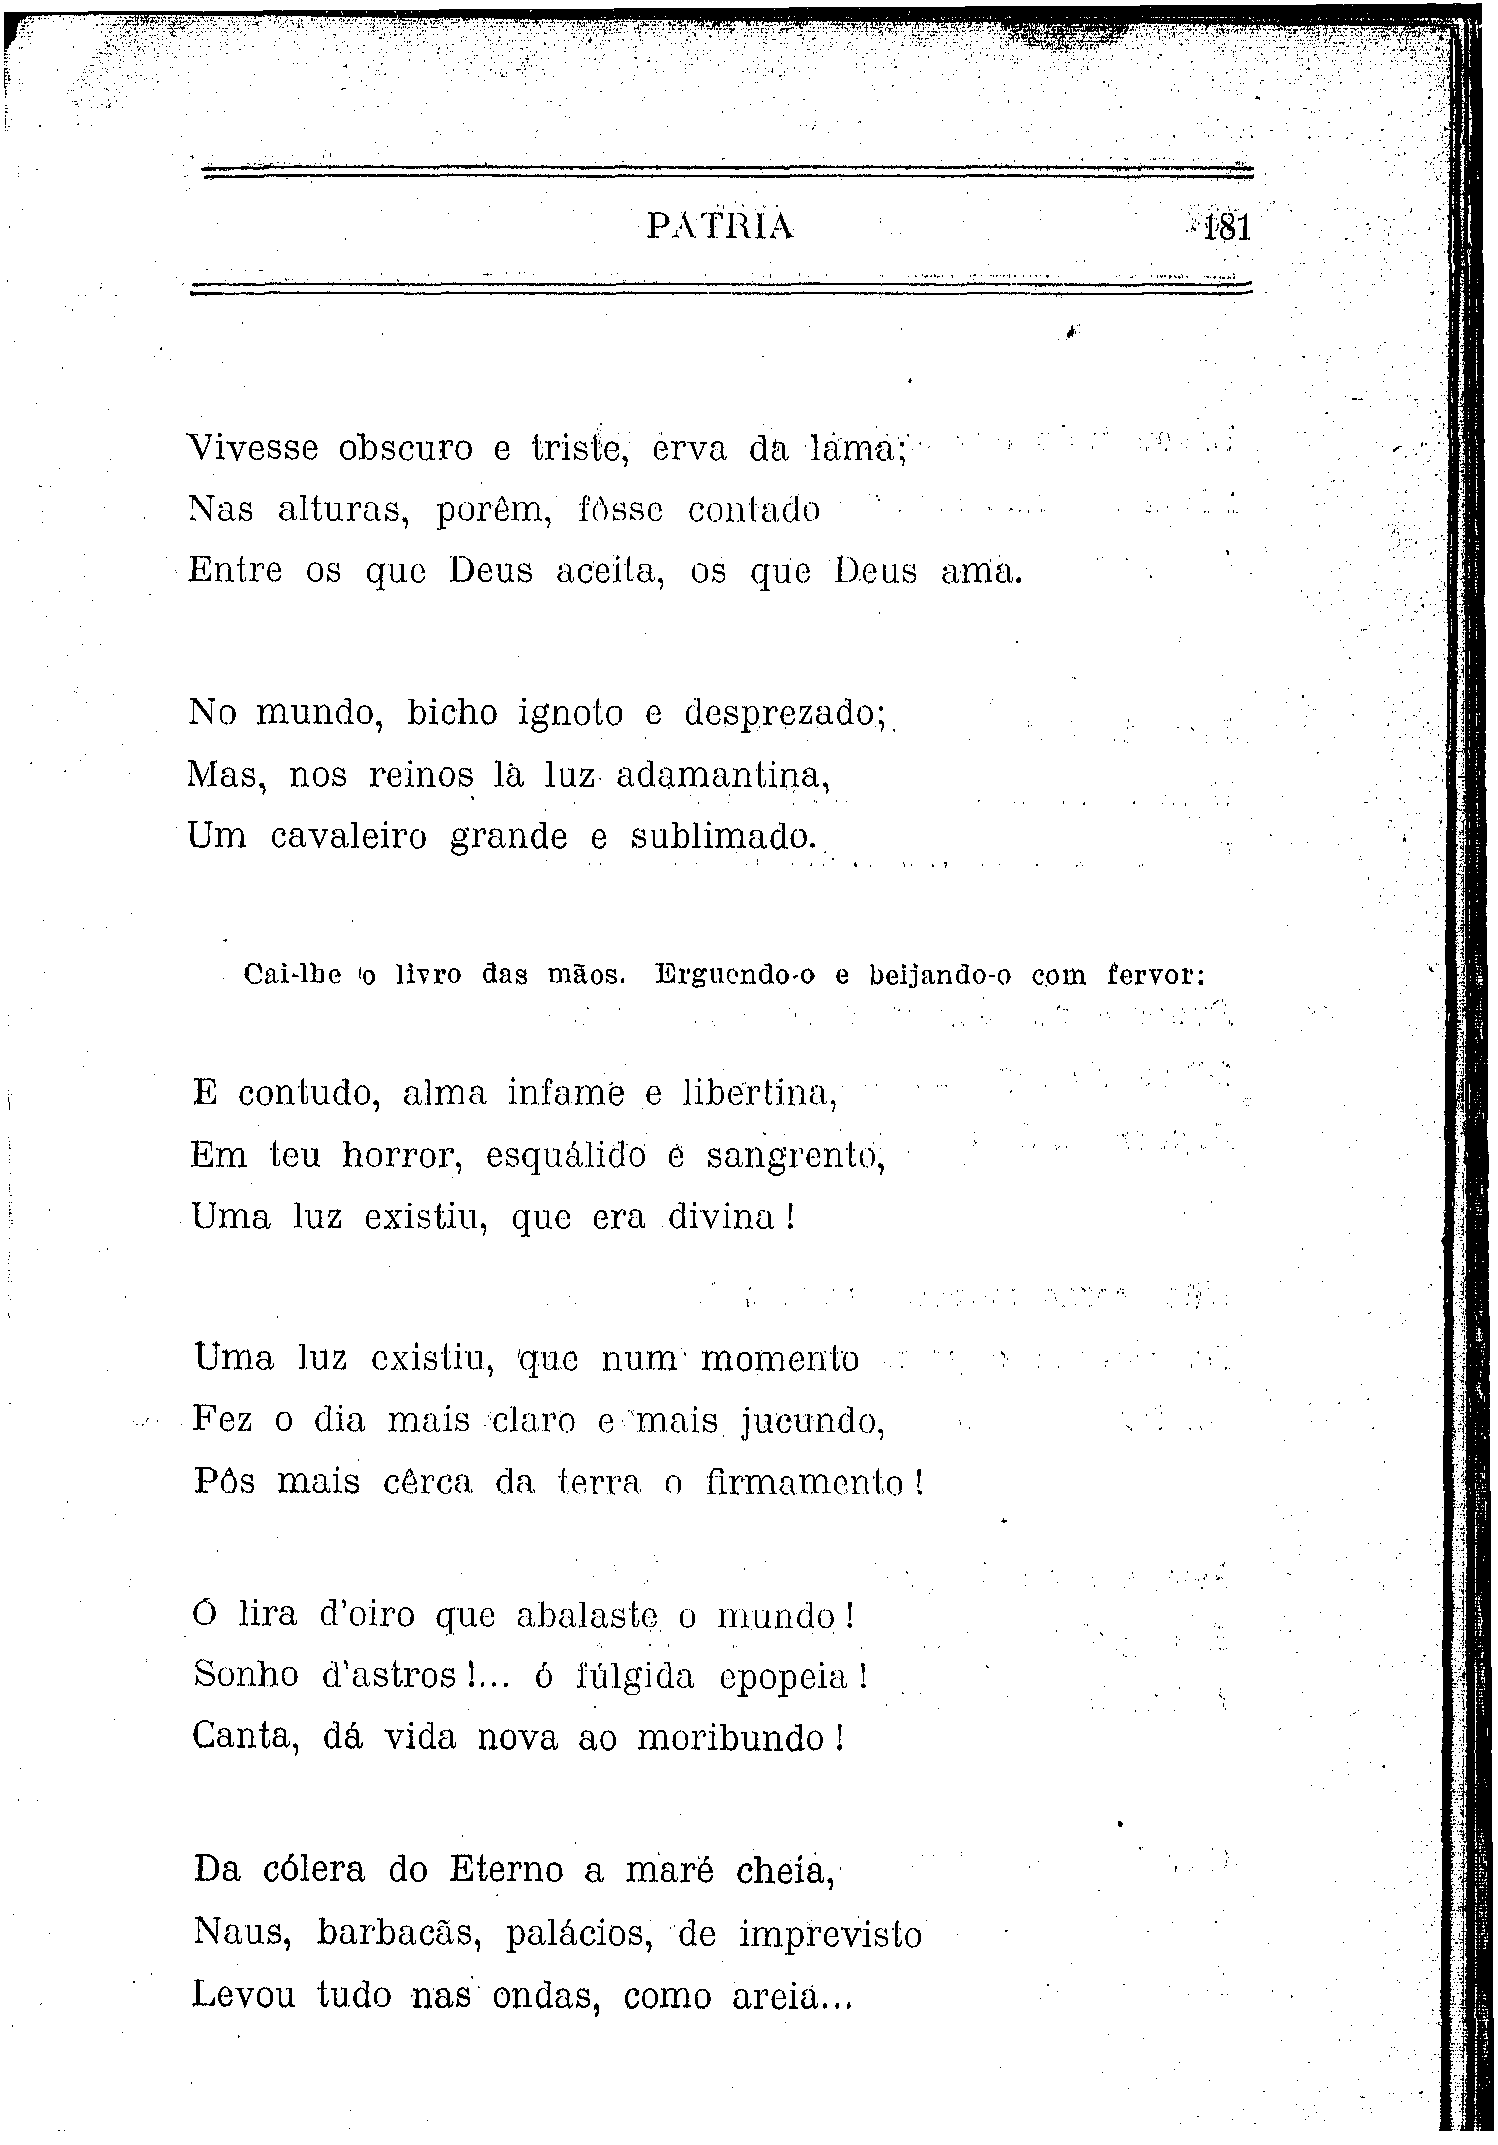 PATRIA 181
Vivesse obscuro e triste, erva da lama;
Nas alturas, porêm, fôsse contado
Entre os que Deus aceita, os que Deus ama.
No mundo, bicho ignoto e desprezado;
Mas, nos reinos là luz adamantina,
Um cavaleiro grande e sublimado.
Cai-lhe o livro das mãos. Erguendo-o e beijando-o com fervor:
E contudo, alma infame e libertina,
Em teu horror, esquálido e sangrento,
Uma luz existiu, que era divina!
Uma luz existiu, que num momento
Fez o dia mais claro e mais jucundo,
Pôs mais cêrca da terra o firmamento!
Ó lira d'oiro que abalaste o mundo!
Sonho d'astros!... ó fúlgida epopeia!
Canta, dá vida nova ao moribundo!
Da cólera do Eterno a maré cheia,
Naus, barbacãs, palácios, de imprevisto
Levou tudo nas ondas, como areia...